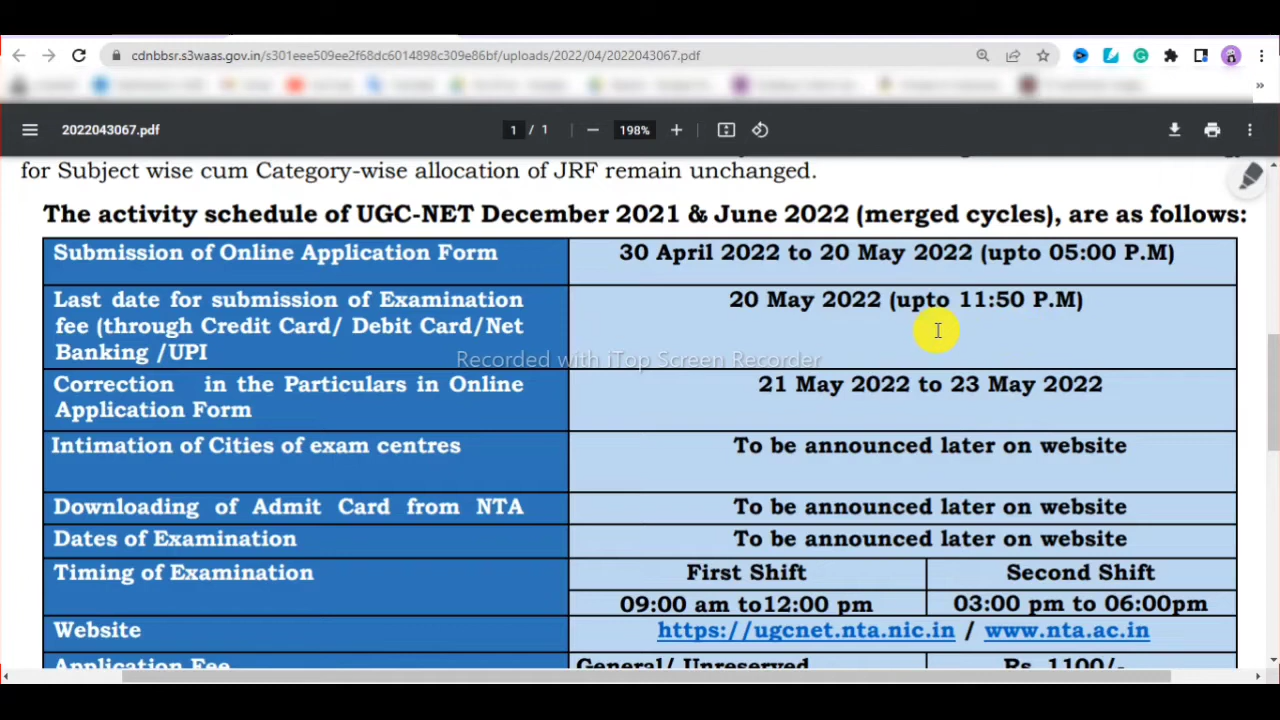 cdnbbsr.s3waas.gov.in/s301eee509ee2f68dc6014898c309e86bf/uploads/2022/04/2022043067.pdf
2022043067.pdf 1 / 1 198%
for Subject wise cum Category-wise allocation of JRF remain unchanged.
The activity schedule of UGC-NET December 2021 & June 2022 (merged cycles), are as follows:
Submission of Online Application Form 30 April 2022 to 20 May 2022 (upto 05:00 P.M)
Last date for submission of Examination 20 May 2022 (upto 11:50 P.M)
fee (through Credit Card/ Debit Card/Net
Banking /UPI
Recorded with iTop Screen Recorder
Correction in the Particulars in Online 21 May 2022 to 23 May 2022
Application Form
Intimation of Cities of exam centres To be announced later on website
Downloading of Admit Card from NTA To be announced later on website
Dates of Examination To be announced later on website
Timing of Examination First Shift Second Shift
09:00 am to12:00 pm 03:00 pm to 06:00pm
Website https://ugcnet.nta.nic.in / www.nta.ac.in
Application Fee General/ Unreserved Rs. 1100/-